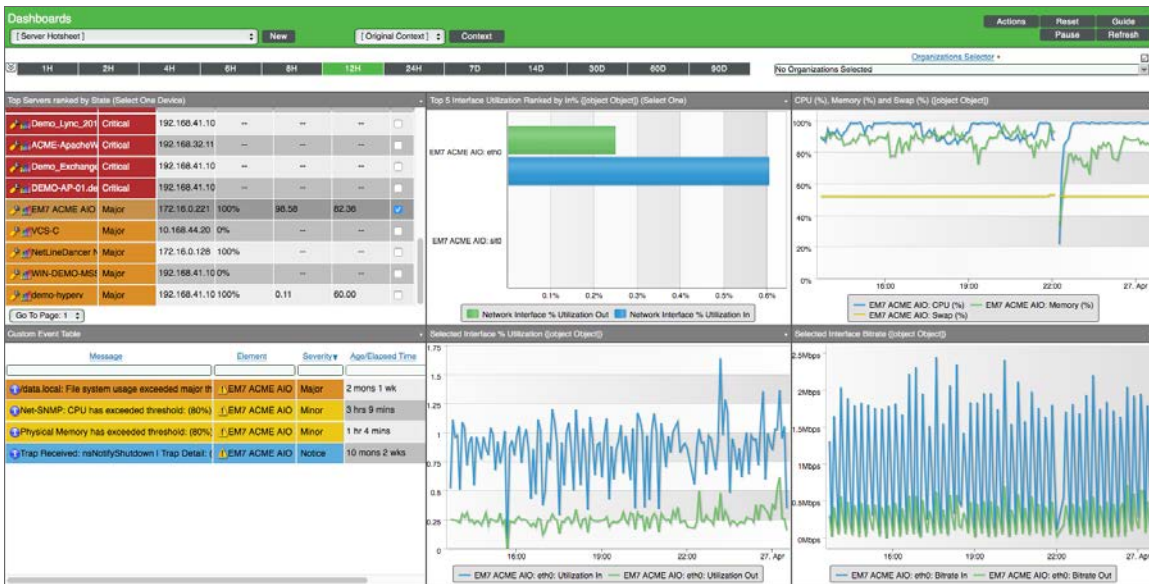 Dashboards
[ Server Hotsheet ]
New
[ Original Context ]
Context
Actions
Reset
Guide
Pause
Refresh
1H 2H 4H 6H 8H 12H 24H 7D 14D 30D 60D 90D
Organizations Selector
No Organizations Selected
Top Servers ranked by State (Select One Device)
Demo_Lync_201 Critical 192.168.41.10 -- -- --
ACME-ApacheW Critical 192.168.32.11 -- -- --
Demo_Exchange Critical 192.168.41.10 -- -- --
DEMO-AP-01.de Critical 192.168.41.10 -- -- --
EM7 ACME AIO Major 172.16.0.221 100% 98.58 82.36
VCS-C Major 10.168.44.20 0% -- --
NetLineDancer N Major 172.16.0.128 100% -- --
WIN-DEMO-MSS Major 192.168.41.10 0% -- --
demo-hyperv Major 192.168.41.10 100% 0.11 60.00
Go To Page: 1
Top 5 Interface Utilization Ranked by In% ([object Object]) (Select One)
EM7 ACME AIO: eth0
EM7 ACME AIO: sit0
0.1% 0.2% 0.3% 0.4% 0.5% 0.6%
Network Interface % Utilization Out
Network Interface % Utilization In
CPU (%), Memory (%) and Swap (%) ([object Object])
100%
80%
60%
40%
20%
0%
16:00 19:00 22:00 27. Apr
EM7 ACME AIO: CPU (%)
EM7 ACME AIO: Memory (%)
EM7 ACME AIO: Swap (%)
Custom Event Table
Message Element Severity Age/Elapsed Time
/data.local: File system usage exceeded major th EM7 ACME AIO Major 2 mons 1 wk
Net-SNMP: CPU has exceeded threshold: (80%) EM7 ACME AIO Minor 3 hrs 9 mins
Physical Memory has exceeded threshold: (80%: EM7 ACME AIO Minor 1 hr 4 mins
Trap Received: nsNotifyShutdown | Trap Detail: ( EM7 ACME AIO Notice 10 mons 2 wks
Selected Interface % Utilization ([object Object])
1.75
1.5
1.25
1
0.75
0.5
0.25
0
16:00 19:00 22:00 27. Apr
EM7 ACME AIO: eth0: Utilization In
EM7 ACME AIO: eth0: Utilization Out
Selected Interface Bitrate ([object Object])
2.5Mbps
2Mbps
1.5Mbps
1Mbps
0.5Mbps
0Mbps
16:00 19:00 22:00 27. Apr
EM7 ACME AIO: eth0: Bitrate In
EM7 ACME AIO: eth0: Bitrate Out